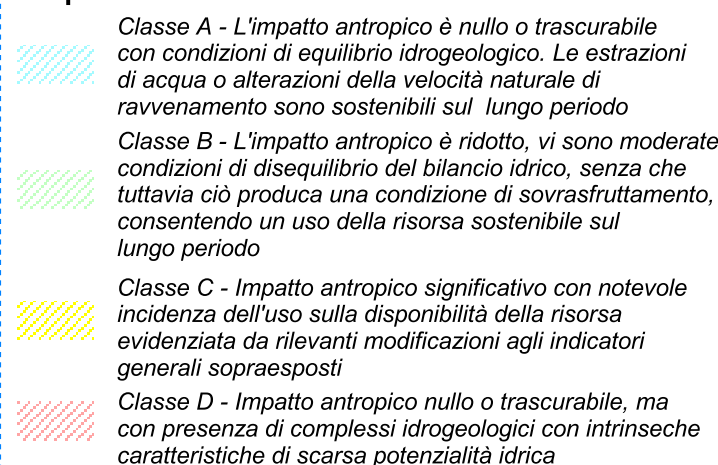 Classe A - L'impatto antropico è nullo o trascurabile
con condizioni di equilibrio idrogeologico. Le estrazioni
di acqua o alterazioni della velocità naturale di
ravvenamento sono sostenibili sul lungo periodo
Classe B - L'impatto antropico è ridotto, vi sono moderate
condizioni di disequilibrio del bilancio idrico, senza che
tuttavia ciò produca una condizione di sovrasfruttamento,
consentendo un uso della risorsa sostenibile sul
lungo periodo
Classe C - Impatto antropico significativo con notevole
incidenza dell'uso sulla disponibilità della risorsa
evidenziata da rilevanti modificazioni agli indicatori
generali sopraesposti
Classe D - Impatto antropico nullo o trascurabile, ma
con presenza di complessi idrogeologici con intrinseche
caratteristiche di scarsa potenzialità idrica